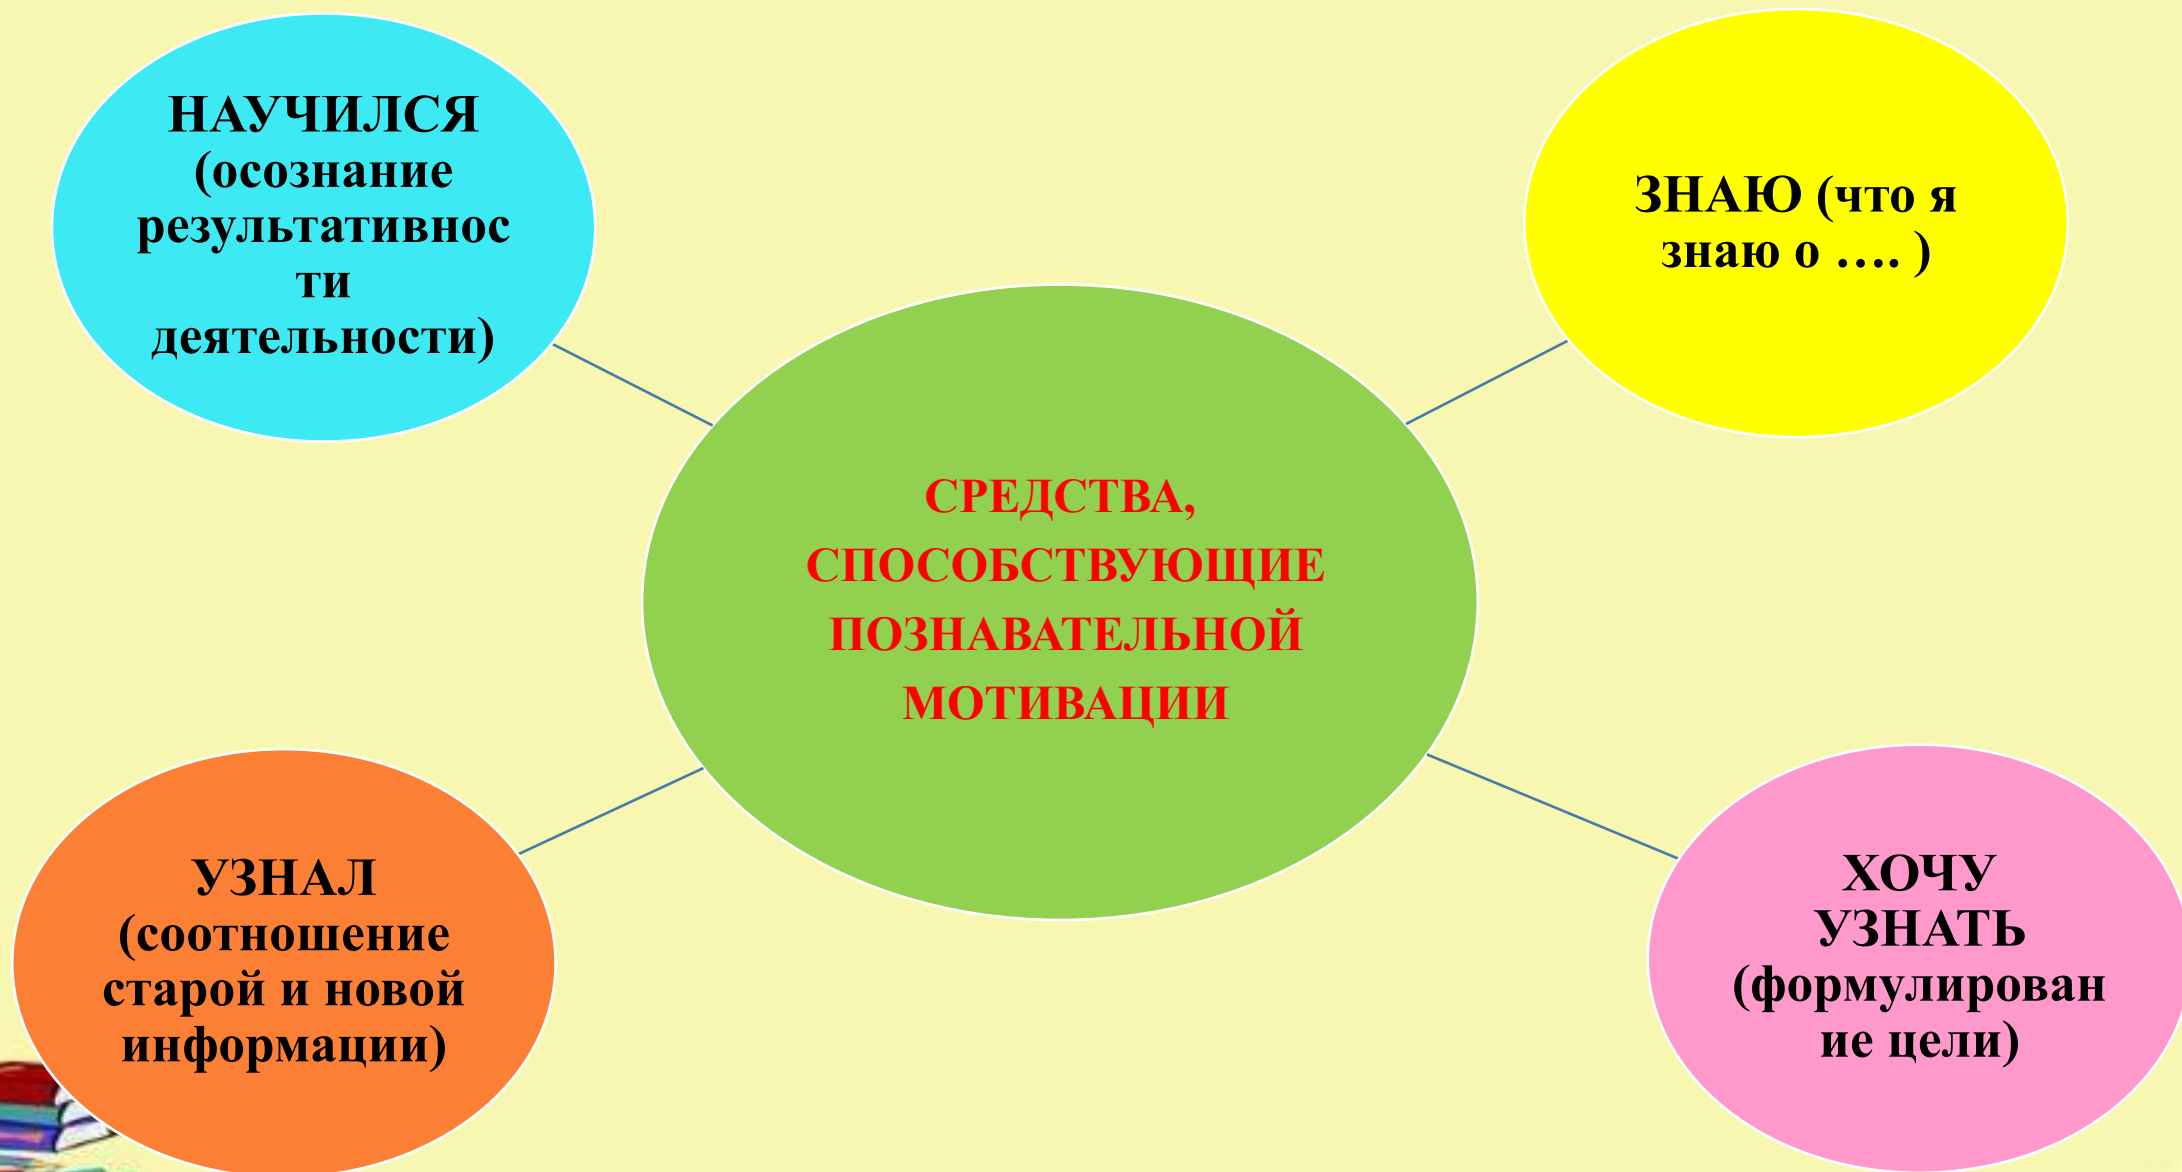 НАУЧИЛСЯ
(осознание
результативнос
ти
деятельности)
ЗНАЮ (что я
знаю о .... )
СРЕДСТВА,
СПОСОБСТВУЮЩИЕ
ПОЗНАВАТЕЛЬНОЙ
МОТИВАЦИИ
УЗНАЛ
(соотношение
старой и новой
информации)
ХОЧУ
УЗНАТЬ
(формулирован
ие цели)